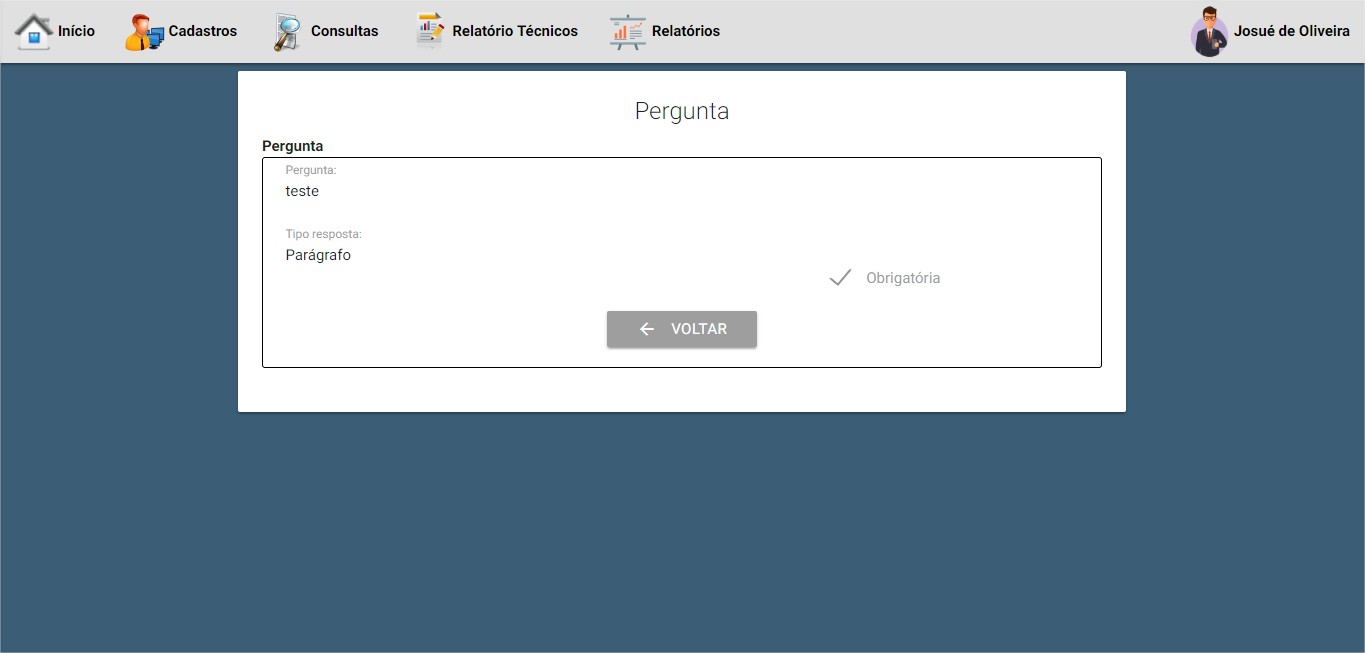 Início Cadastros Consultas Relatório Técnicos Relatórios Josué de Oliveira
Pergunta
Pergunta
Pergunta:
teste
Tipo resposta:
Parágrafo
Obrigatória
VOLTAR